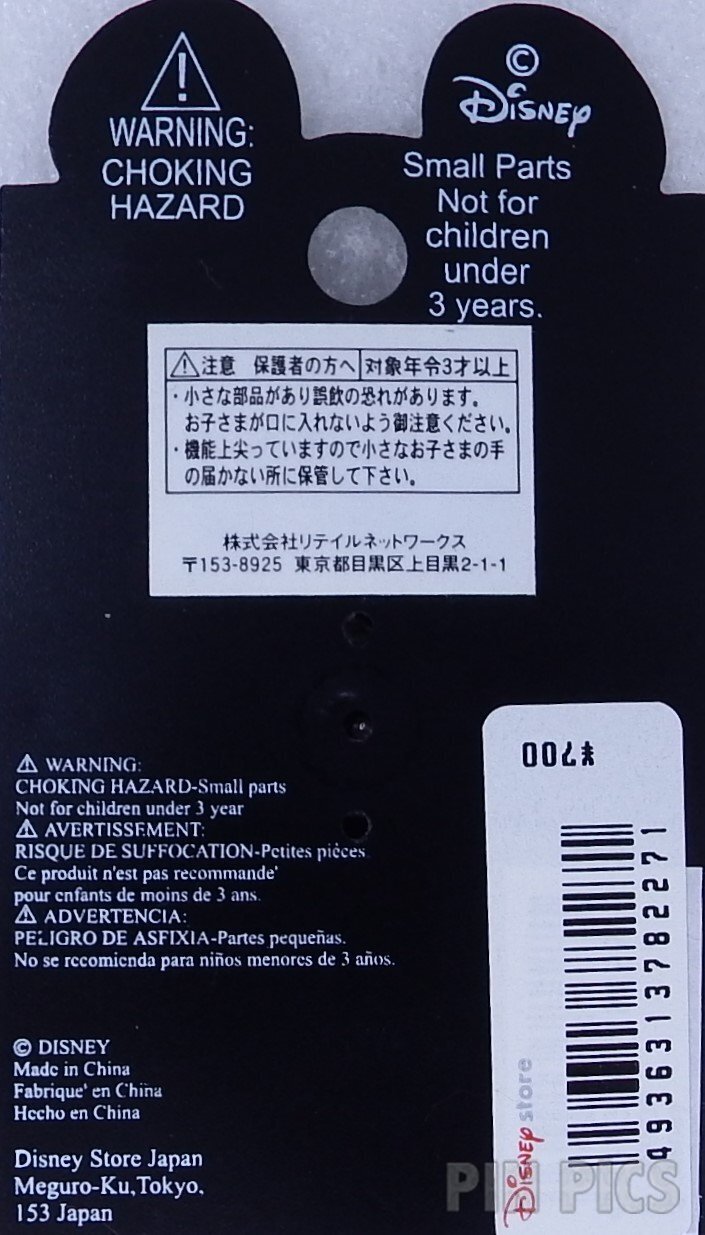 WARNING:
CHOKING
HAZARD
© Disney
Small Parts
Not for
children
under
3 years.
注意 保護者の方へ 対象年令3才以上
・小さな部品があり誤飲の恐れがあります。
お子さまが口に入れないよう御注意ください。
・機能上尖っていますので小さなお子さまの手
の届かない所に保管して下さい。
株式会社リテイルネットワークス
〒153-8925 東京都目黒区上目黒2-1-1
WARNING:
CHOKING HAZARD-Small parts
Not for children under 3 year
AVERTISSEMENT:
RISQUE DE SUFFOCATION-Petites pièces.
Ce produit n'est pas recommande'
pour enfants de moins de 3 ans.
ADVERTENCIA:
PELIGRO DE ASFIXIA-Partes pequeñas.
No se recomienda para niños menores de 3 años.
© DISNEY
Made in China
Fabrique' en China
Hecho en China
Disney Store Japan
Meguro-Ku,Tokyo,
153 Japan
¥700
4936313782271
Disney store
PIN PICS